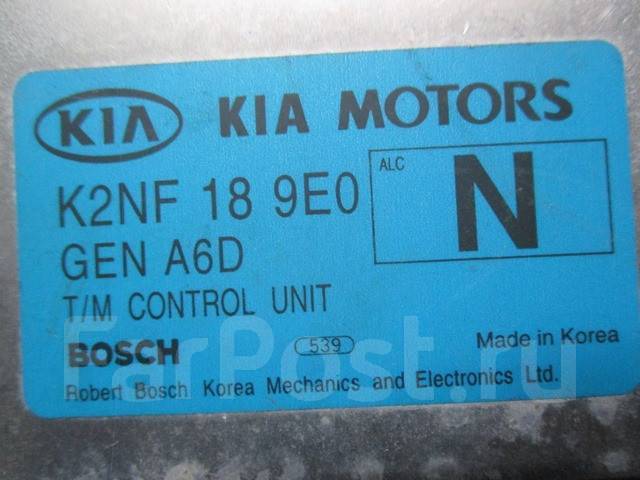 KIA KIA MOTORS
K2NF 18 9E0
ALC
N
GEN A6D
T/M CONTROL UNIT
BOSCH 539 Made in Korea
Robert Bosch Korea Mechanics and Electronics Ltd.
FarPost.ru